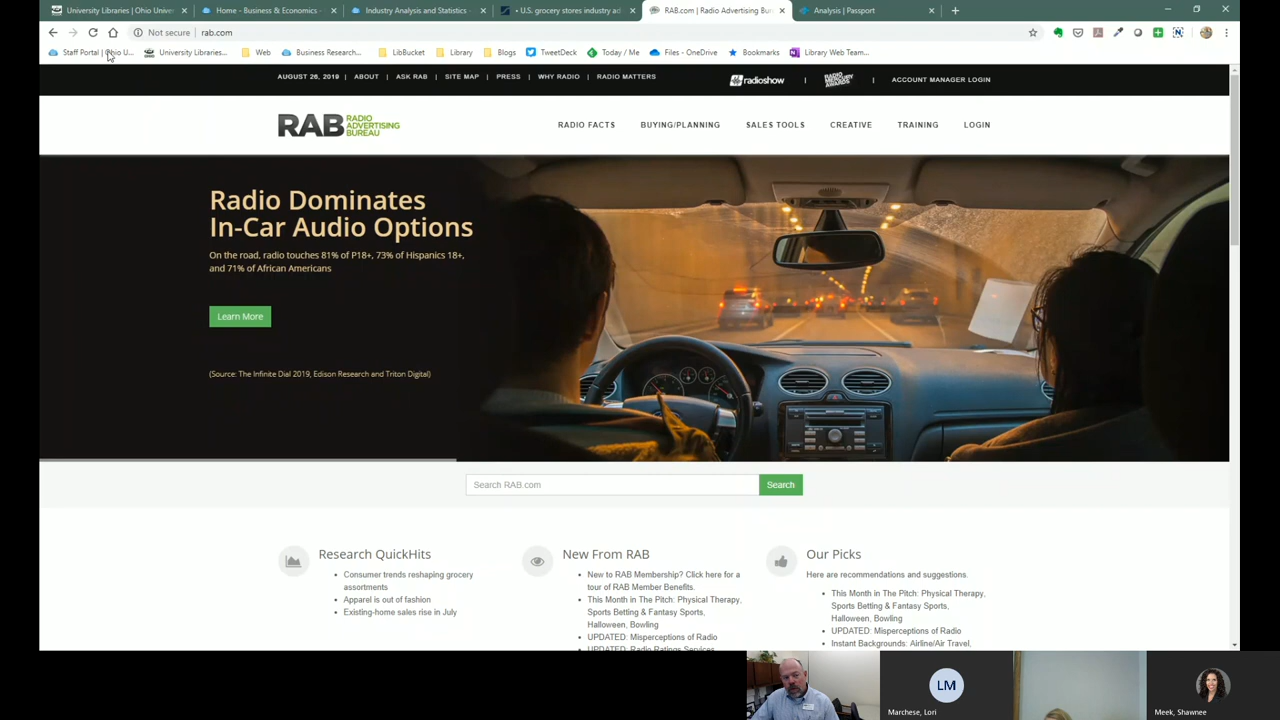 University Libraries | Ohio Univer
Home - Business & Economics -
Industry Analysis and Statistics -
• U.S. grocery stores industry ad
RAB.com | Radio Advertising Bu
Analysis | Passport
Not secure
rab.com
Staff Portal | Ohio U...
University Libraries...
Web
Business Research...
LibBucket
Library
Blogs
TweetDeck
Today / Me
Files - OneDrive
Bookmarks
Library Web Team...
AUGUST 26, 2019 | ABOUT | ASK RAB | SITE MAP | PRESS | WHY RADIO | RADIO MATTERS
radioshow | RADIO MERCURY AWARDS | ACCOUNT MANAGER LOGIN
RAB RADIO ADVERTISING BUREAU
RADIO FACTS BUYING/PLANNING SALES TOOLS CREATIVE TRAINING LOGIN
Radio Dominates
In-Car Audio Options
On the road, radio touches 81% of P18+, 73% of Hispanics 18+,
and 71% of African Americans
Learn More
(Source: The Infinite Dial 2019, Edison Research and Triton Digital)
Search RAB.com
Search
Research QuickHits
• Consumer trends reshaping grocery
assortments
• Apparel is out of fashion
• Existing-home sales rise in July
New From RAB
• New to RAB Membership? Click here for a
tour of RAB Member Benefits.
• This Month in The Pitch: Physical Therapy,
Sports Betting & Fantasy Sports,
Halloween, Bowling
• UPDATED: Misperceptions of Radio
• UPDATED: Radio Ratings Services
Our Picks
Here are recommendations and suggestions.
• This Month in The Pitch: Physical Therapy,
Sports Betting & Fantasy Sports,
Halloween, Bowling
• UPDATED: Misperceptions of Radio
• Instant Backgrounds: Airline/Air Travel,
LM
Marchese, Lori
Meek, Shawnee